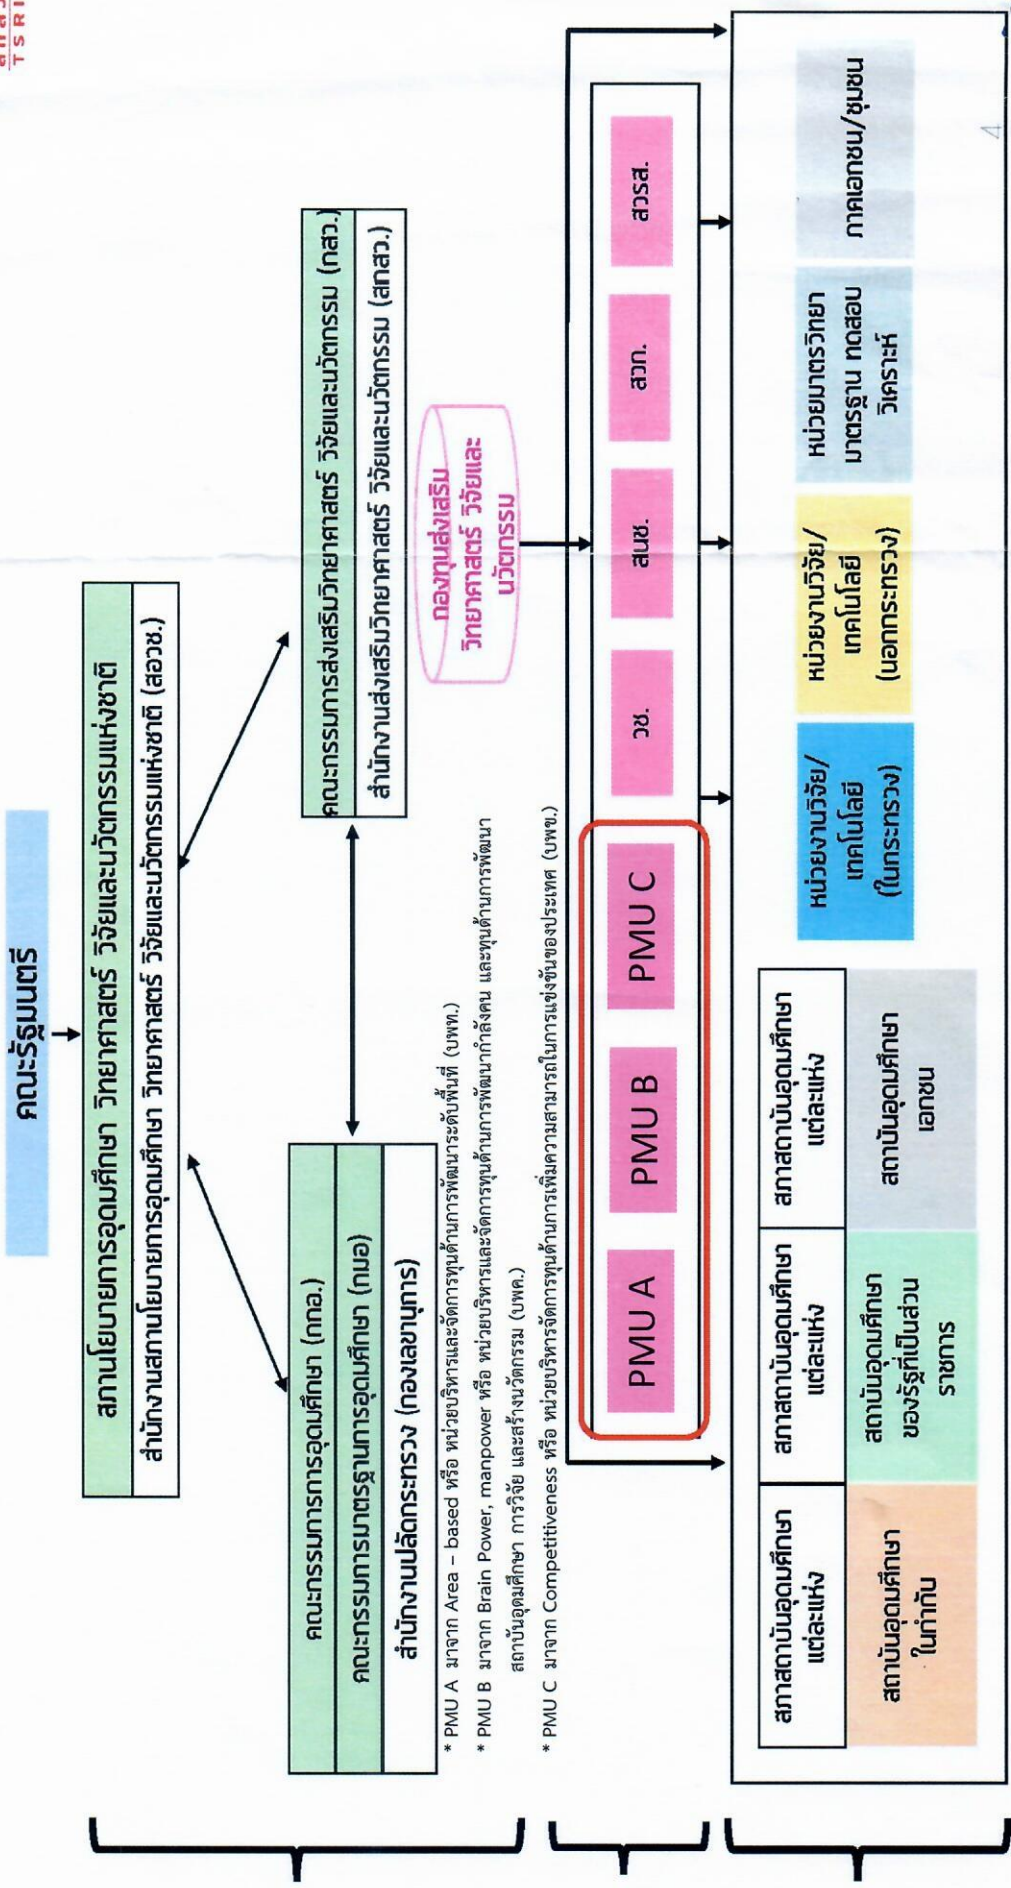 TSRI
คณะรัฐมนตรี
สภานโยบายการอุดมศึกษา วิทยาศาสตร์ วิจัยและนวัตกรรมแห่งชาติ
สำนักงานสภานโยบายการอุดมศึกษา วิทยาศาสตร์ วิจัยและนวัตกรรมแห่งชาติ (สอวช.)
คณะกรรมการการอุดมศึกษา (กกอ.)
คณะกรรมการมาตรฐานการอุดมศึกษา (กมอ)
สำนักงานปลัดกระทรวง (กองเลขานุการ)
คณะกรรมการส่งเสริมวิทยาศาสตร์ วิจัยและนวัตกรรม (กสว.)
สำนักงานส่งเสริมวิทยาศาสตร์ วิจัยและนวัตกรรม (สกสว.)
กองทุนส่งเสริม
วิทยาศาสตร์ วิจัยและ
นวัตกรรม
* PMU A มาจาก Area – based หรือ หน่วยบริหารและจัดการทุนด้านการพัฒนาระดับพื้นที่ (บพท.)
* PMU B มาจาก Brain Power, manpower หรือ หน่วยบริหารและจัดการทุนด้านการพัฒนากำลังคน และทุนด้านการพัฒนา
สถาบันอุดมศึกษา การวิจัย และสร้างนวัตกรรม (บพค.)
* PMU C มาจาก Competitiveness หรือ หน่วยบริหารจัดการทุนด้านการเพิ่มความสามารถในการแข่งขันของประเทศ (บพข.)
PMU A
PMU B
PMU C
วช.
สนช.
สวก.
สวรส.
สภาสถาบันอุดมศึกษา
แต่ละแห่ง
สถาบันอุดมศึกษา
ในกำกับ
สภาสถาบันอุดมศึกษา
แต่ละแห่ง
สถาบันอุดมศึกษา
ของรัฐที่เป็นส่วน
ราชการ
สภาสถาบันอุดมศึกษา
แต่ละแห่ง
สถาบันอุดมศึกษา
เอกชน
หน่วยงานวิจัย/
เทคโนโลยี
(ในกระทรวง)
หน่วยงานวิจัย/
เทคโนโลยี
(นอกกระทรวง)
หน่วยมาตรวิทยา
มาตรฐาน ทดสอบ
วิเคราะห์
ภาคเอกชน/ชุมชน
4